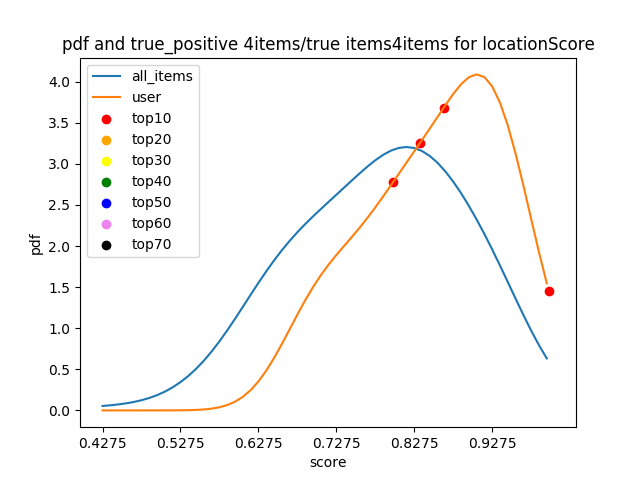 pdf and true_positive 4items/true items4items for locationScore
all_items
user
top10
top20
top30
top40
top50
top60
top70
pdf
4.0
3.5
3.0
2.5
2.0
1.5
1.0
0.5
0.0
0.4275 0.5275 0.6275 0.7275 0.8275 0.9275
score